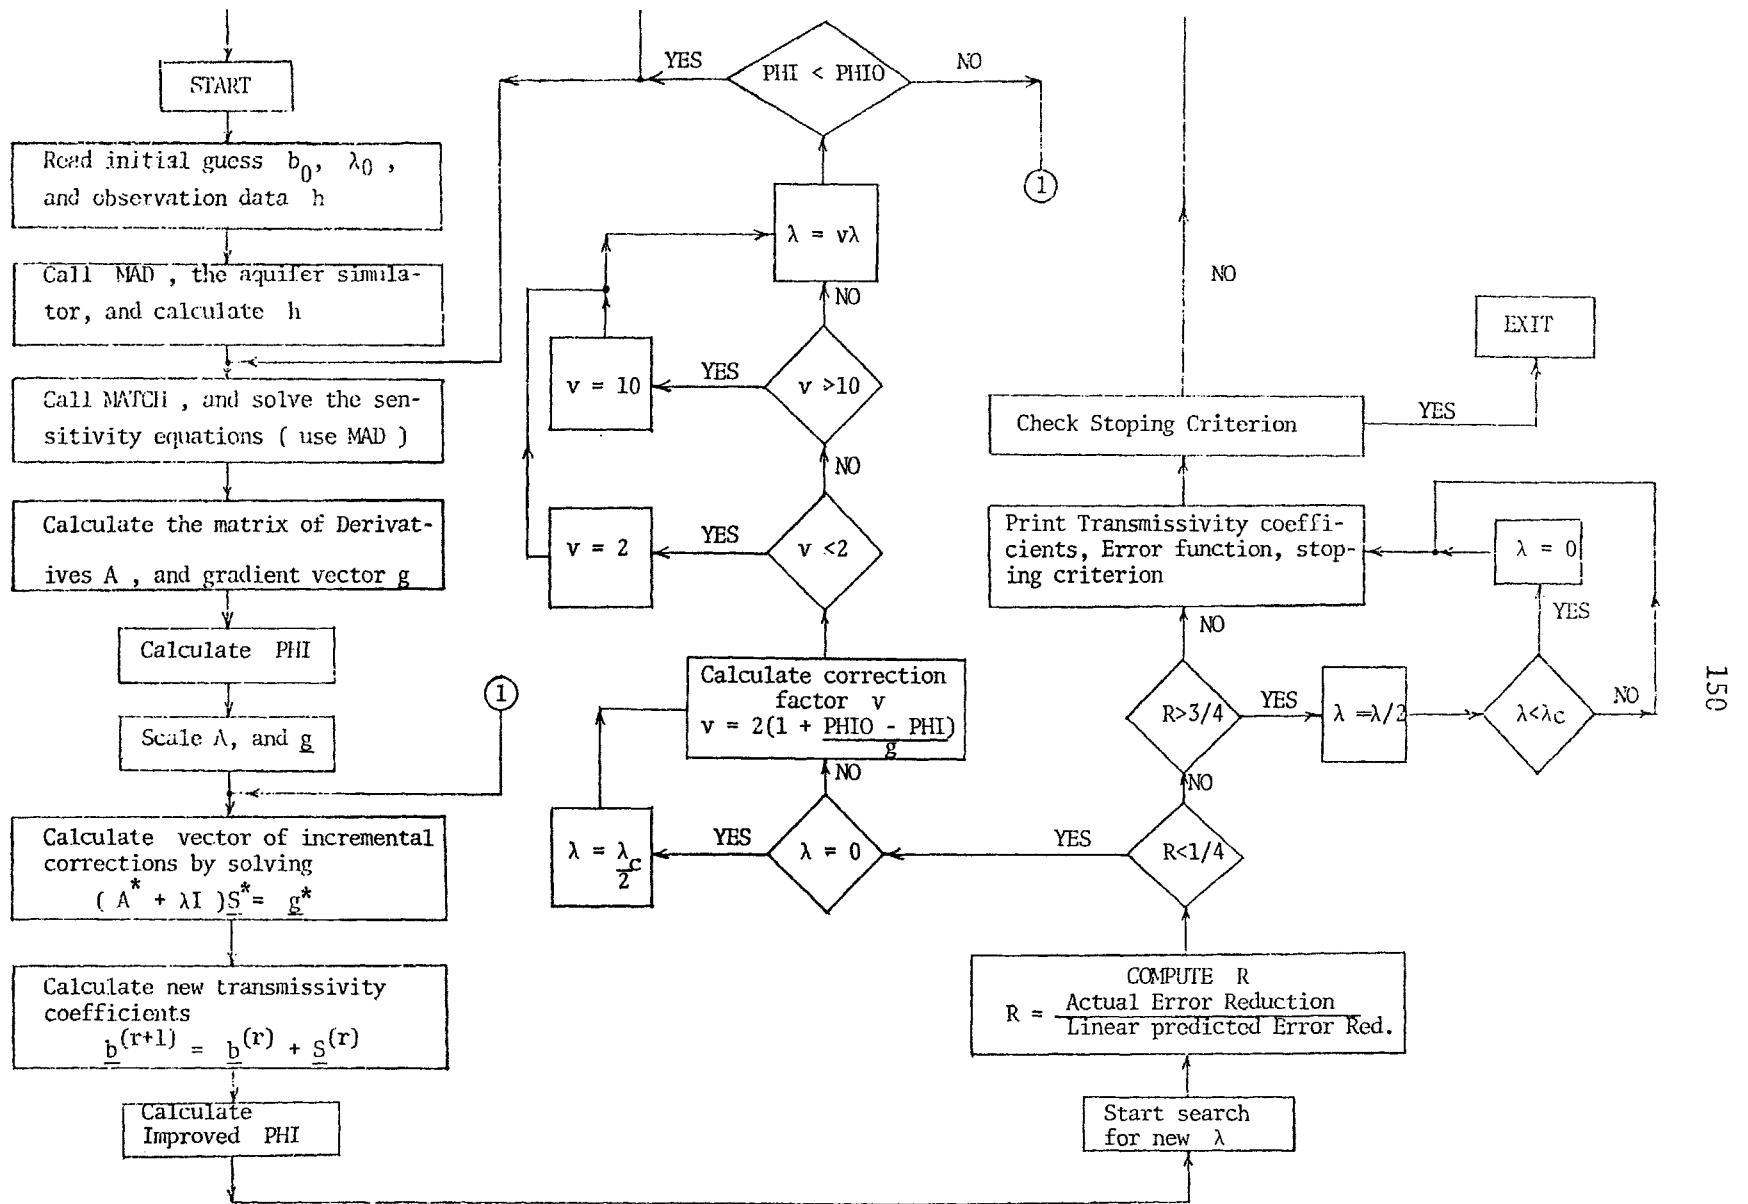 START
Read initial guess b0, λ0 ,
and observation data h
Call MAD , the aquifer simula-
tor, and calculate h
Call MATCH , and solve the sen-
sitivity equations ( use MAD )
Calculate the matrix of Derivat-
ives A , and gradient vector g
Calculate PHI
Scale A, and g
1
Calculate vector of incremental
corrections by solving
( A* + λI )S*= g*
Calculate new transmissivity
coefficients
b(r+1) = b(r) + S(r)
Calculate
Improved PHI
YES
PHI < PHIO
NO
1
λ = vλ
NO
v = 10
YES
v >10
NO
v = 2
YES
v <2
Calculate correction
factor v
v = 2(1 + PHIO - PHI)
g
NO
λ = λc
2
YES
λ = 0
NO
EXIT
Check Stoping Criterion
YES
Print Transmissivity coeffi-
cients, Error function, stop-
ing criterion
λ = 0
NO
YES
R>3/4
YES
λ =λ/2
λ<λc
NO
NO
YES
R<1/4
COMPUTE R
R = Actual Error Reduction
Linear predicted Error Red.
Start search
for new λ
150